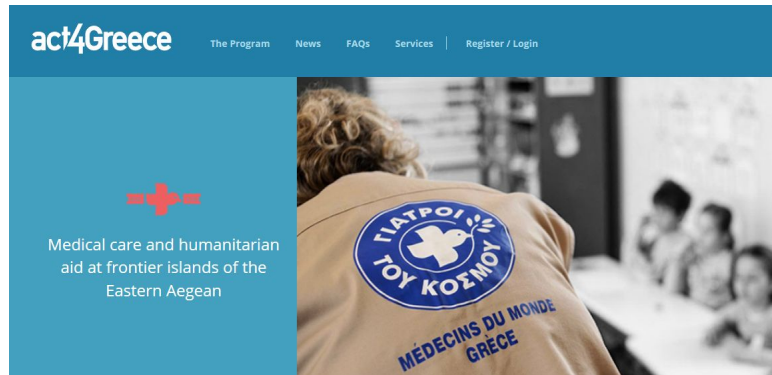 act4Greece
The Program
News
FAQs
Services
Register / Login
Medical care and humanitarian
aid at frontier islands of the
Eastern Aegean
ΓΙΑΤΡΟΙ
ΤΟΥ ΚΟΣΜΟΥ
MÉDECINS DU MONDE
GRÈCE